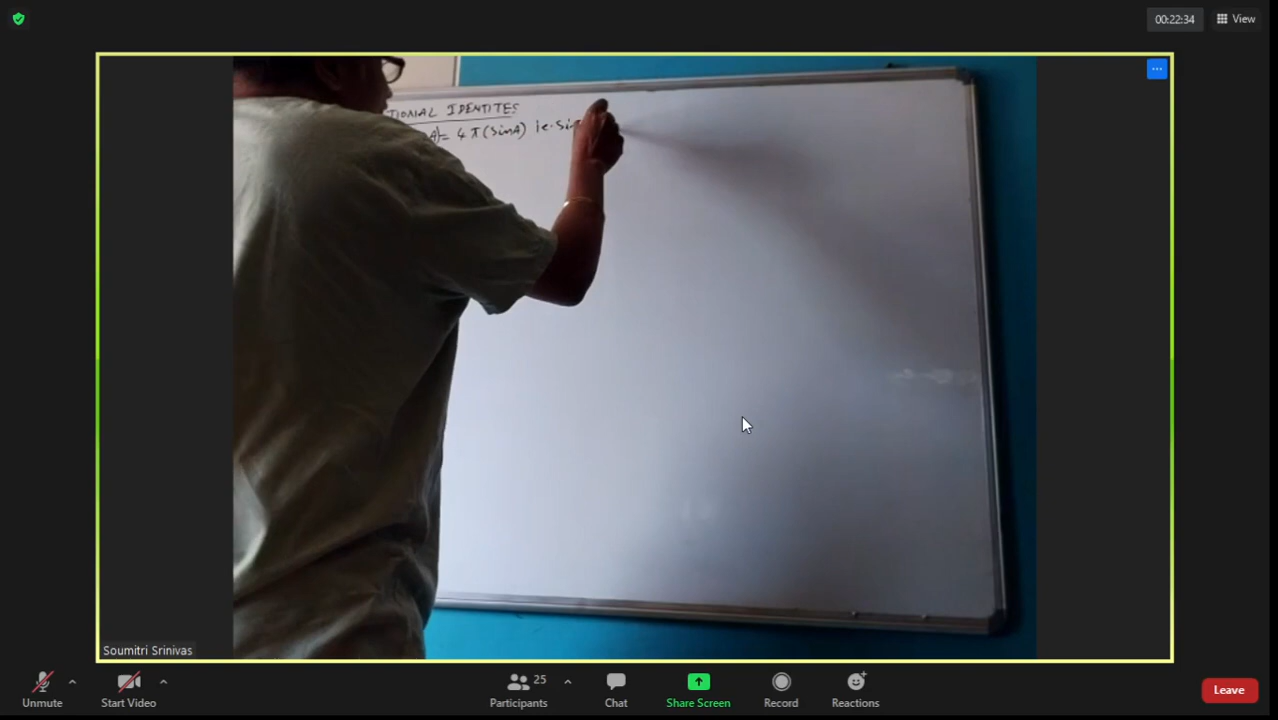 00:22:34
View
TIONAL IDENTITES
A)= 4 π(sinA) ie. Sin
Soumitri Srinivas
Unmute
Start Video
25
Participants
Chat
Share Screen
Record
Reactions
Leave